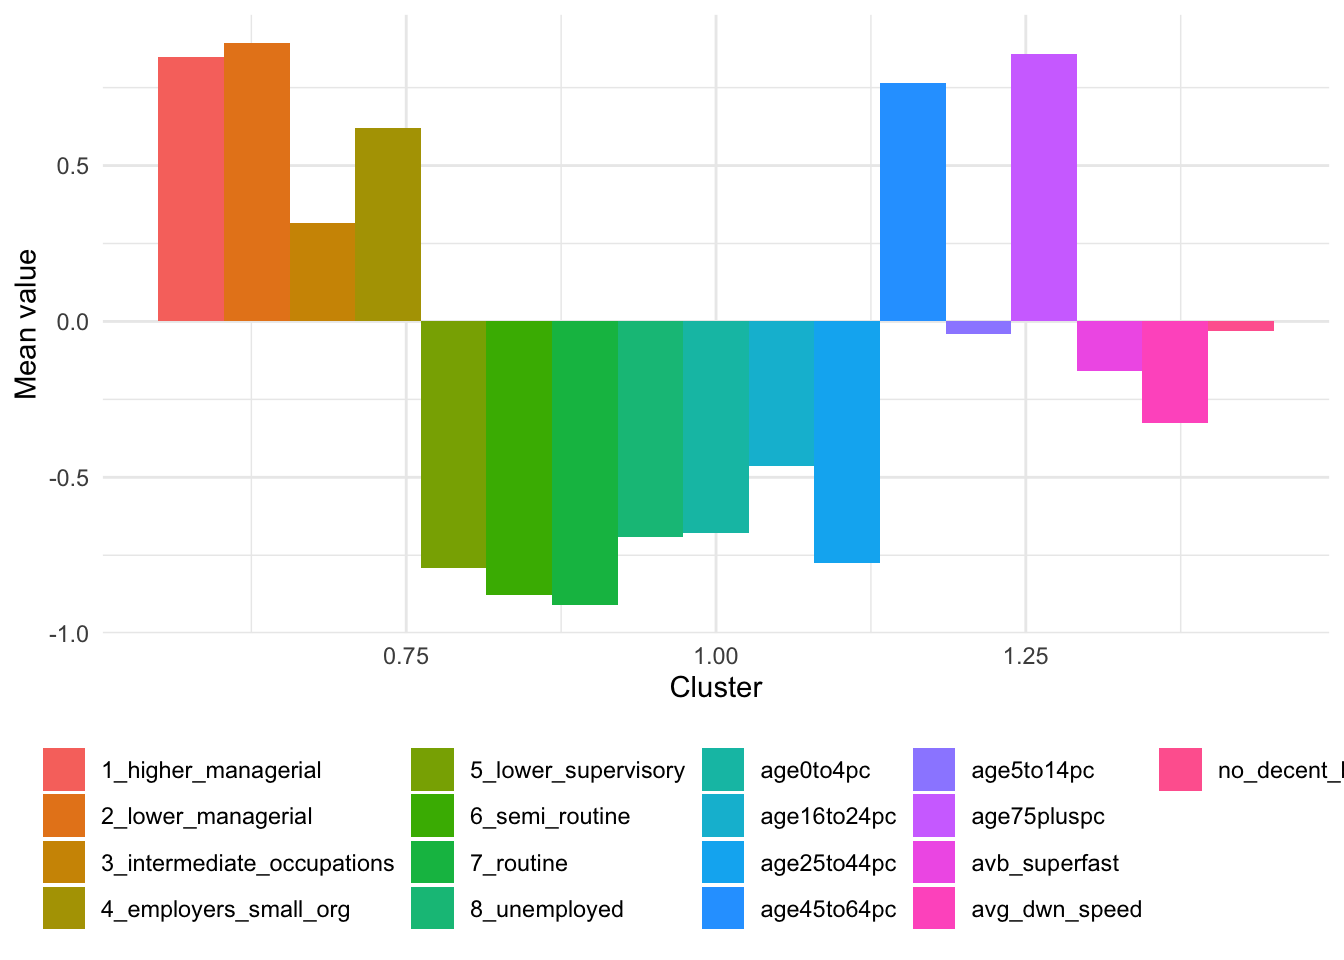 0.5
0.0
-0.5
-1.0
Mean value
0.75 1.00 1.25
Cluster
1_higher_managerial 5_lower_supervisory age0to4pc age5to14pc no_decent_
2_lower_managerial 6_semi_routine age16to24pc age75pluspc
3_intermediate_occupations 7_routine age25to44pc avb_superfast
4_employers_small_org 8_unemployed age45to64pc avg_dwn_speed